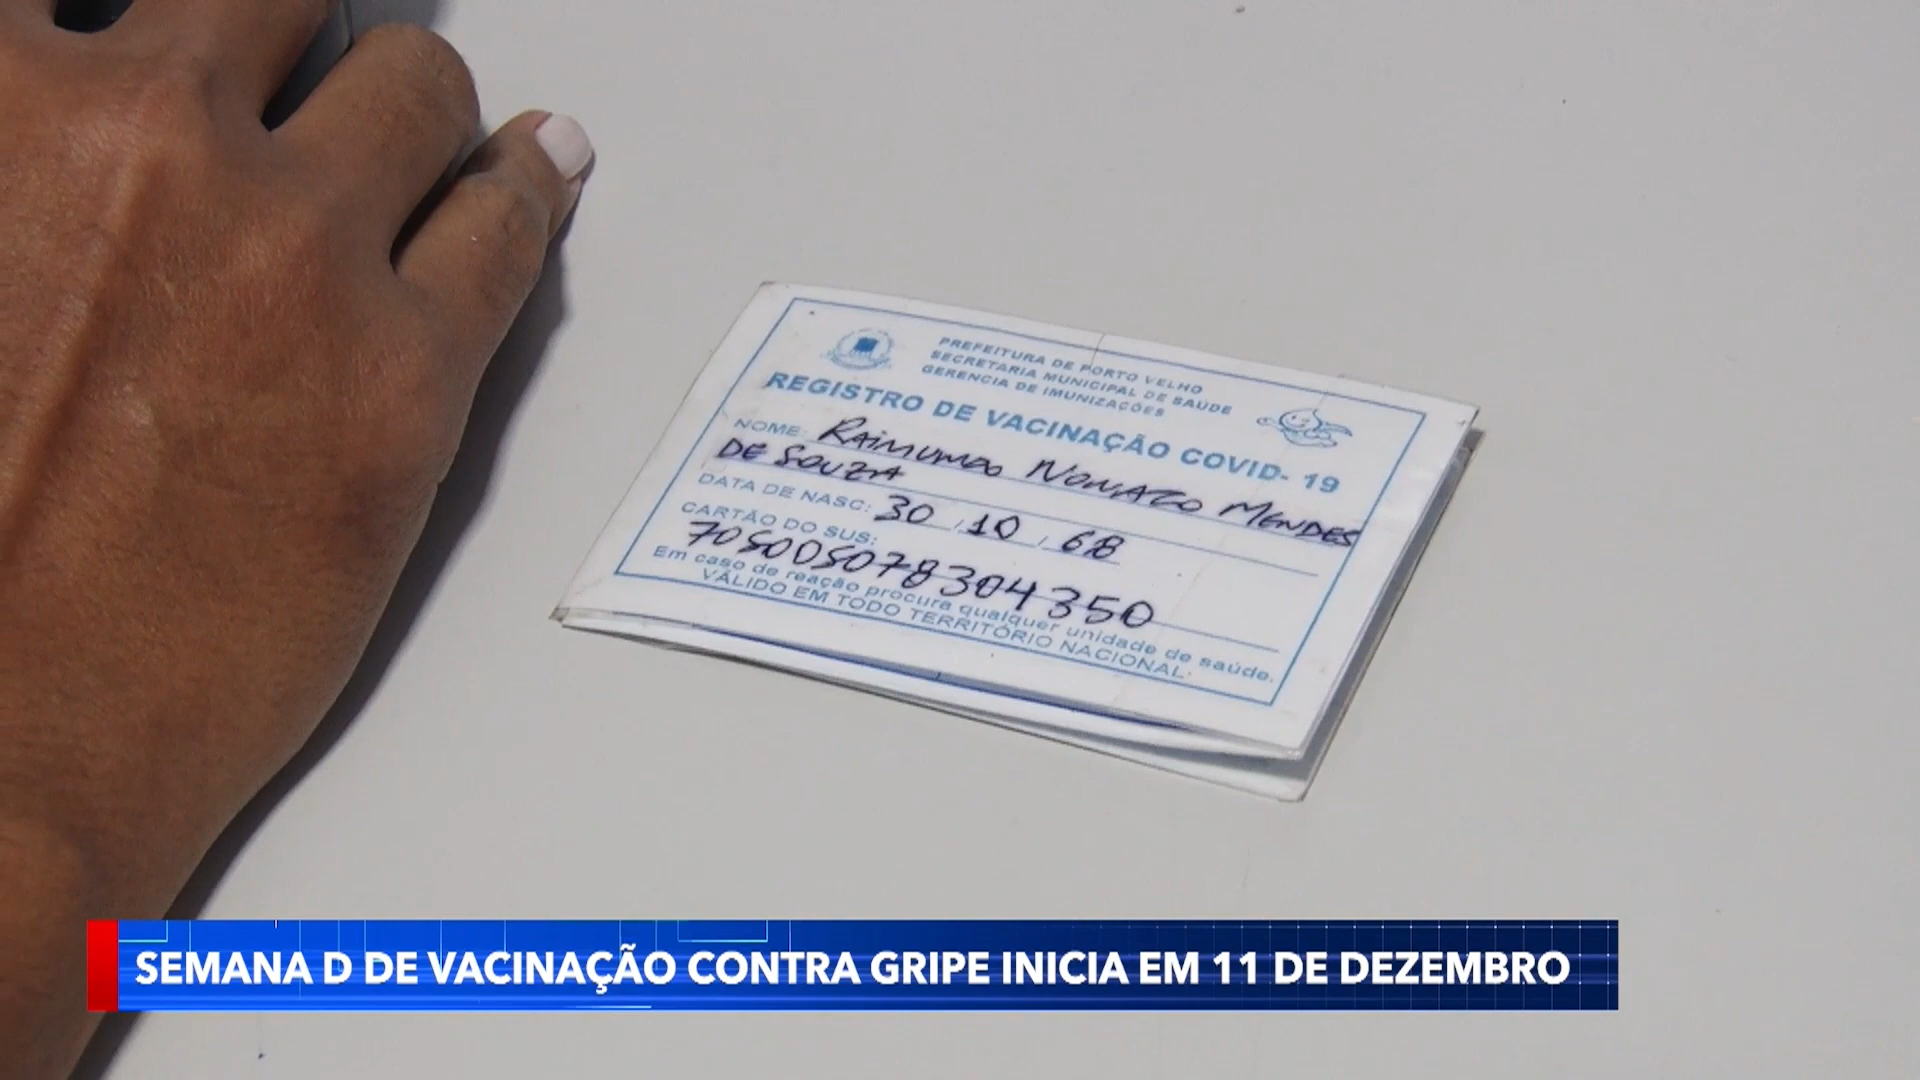 PREFEITURA DE PORTO VELHO
SECRETARIA MUNICIPAL DE SAÚDE
GERENCIA DE IMUNIZAÇÕES
REGISTRO DE VACINAÇÃO COVID- 19
NOME: RAIMUNDO NONATO MENDES
DE SOUZA
DATA DE NASC: 30 / 10 / 68
CARTÃO DO SUS:
705005078304350
Em caso de reação procura qualquer unidade de saúde.
VÁLIDO EM TODO TERRITÓRIO NACIONAL.
SEMANA D DE VACINAÇÃO CONTRA GRIPE INICIA EM 11 DE DEZEMBRO